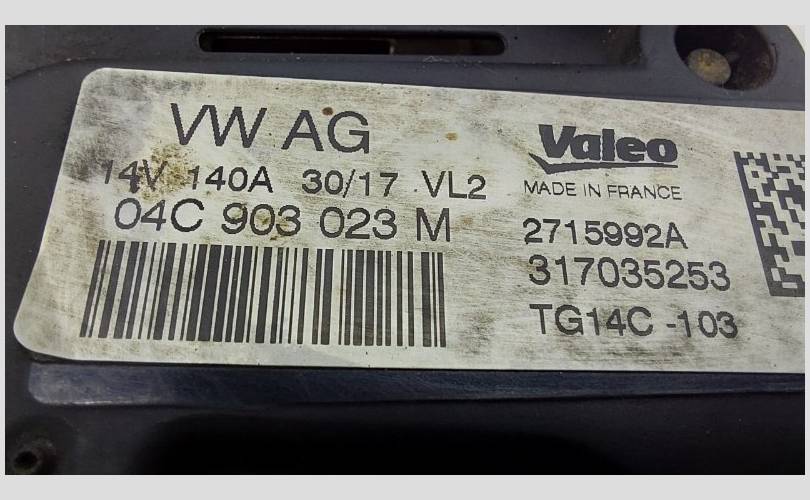 VW AG
14V 140A 30/17 VL2
04C 903 023 M
Valeo
MADE IN FRANCE
2715992A
317035253
TG14C -103